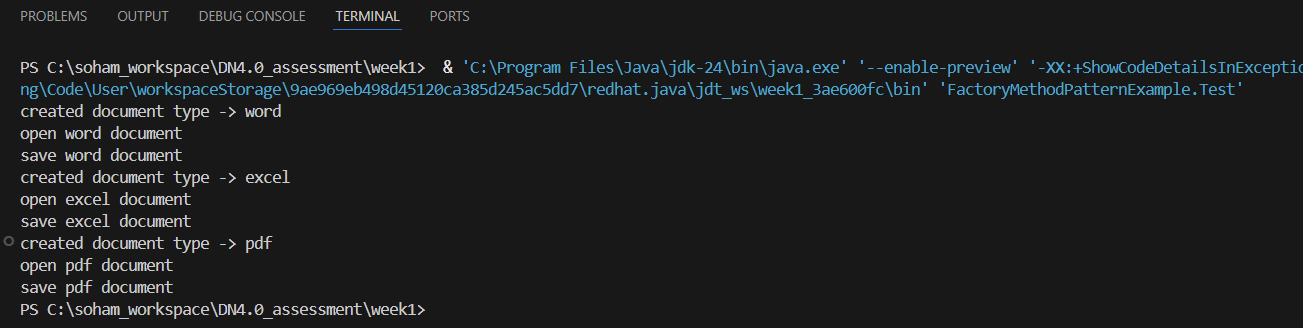 PROBLEMS OUTPUT DEBUG CONSOLE TERMINAL PORTS
PS C:\soham_workspace\DN4.0_assessment\week1> & 'C:\Program Files\Java\jdk-24\bin\java.exe' '--enable-preview' '-XX:+ShowCodeDetailsInExceptio
ng\Code\User\workspaceStorage\9ae969eb498d45120ca385d245ac5dd7\redhat.java\jdt_ws\week1_3ae600fc\bin' 'FactoryMethodPatternExample.Test'
created document type -> word
open word document
save word document
created document type -> excel
open excel document
save excel document
created document type -> pdf
open pdf document
save pdf document
PS C:\soham_workspace\DN4.0_assessment\week1>